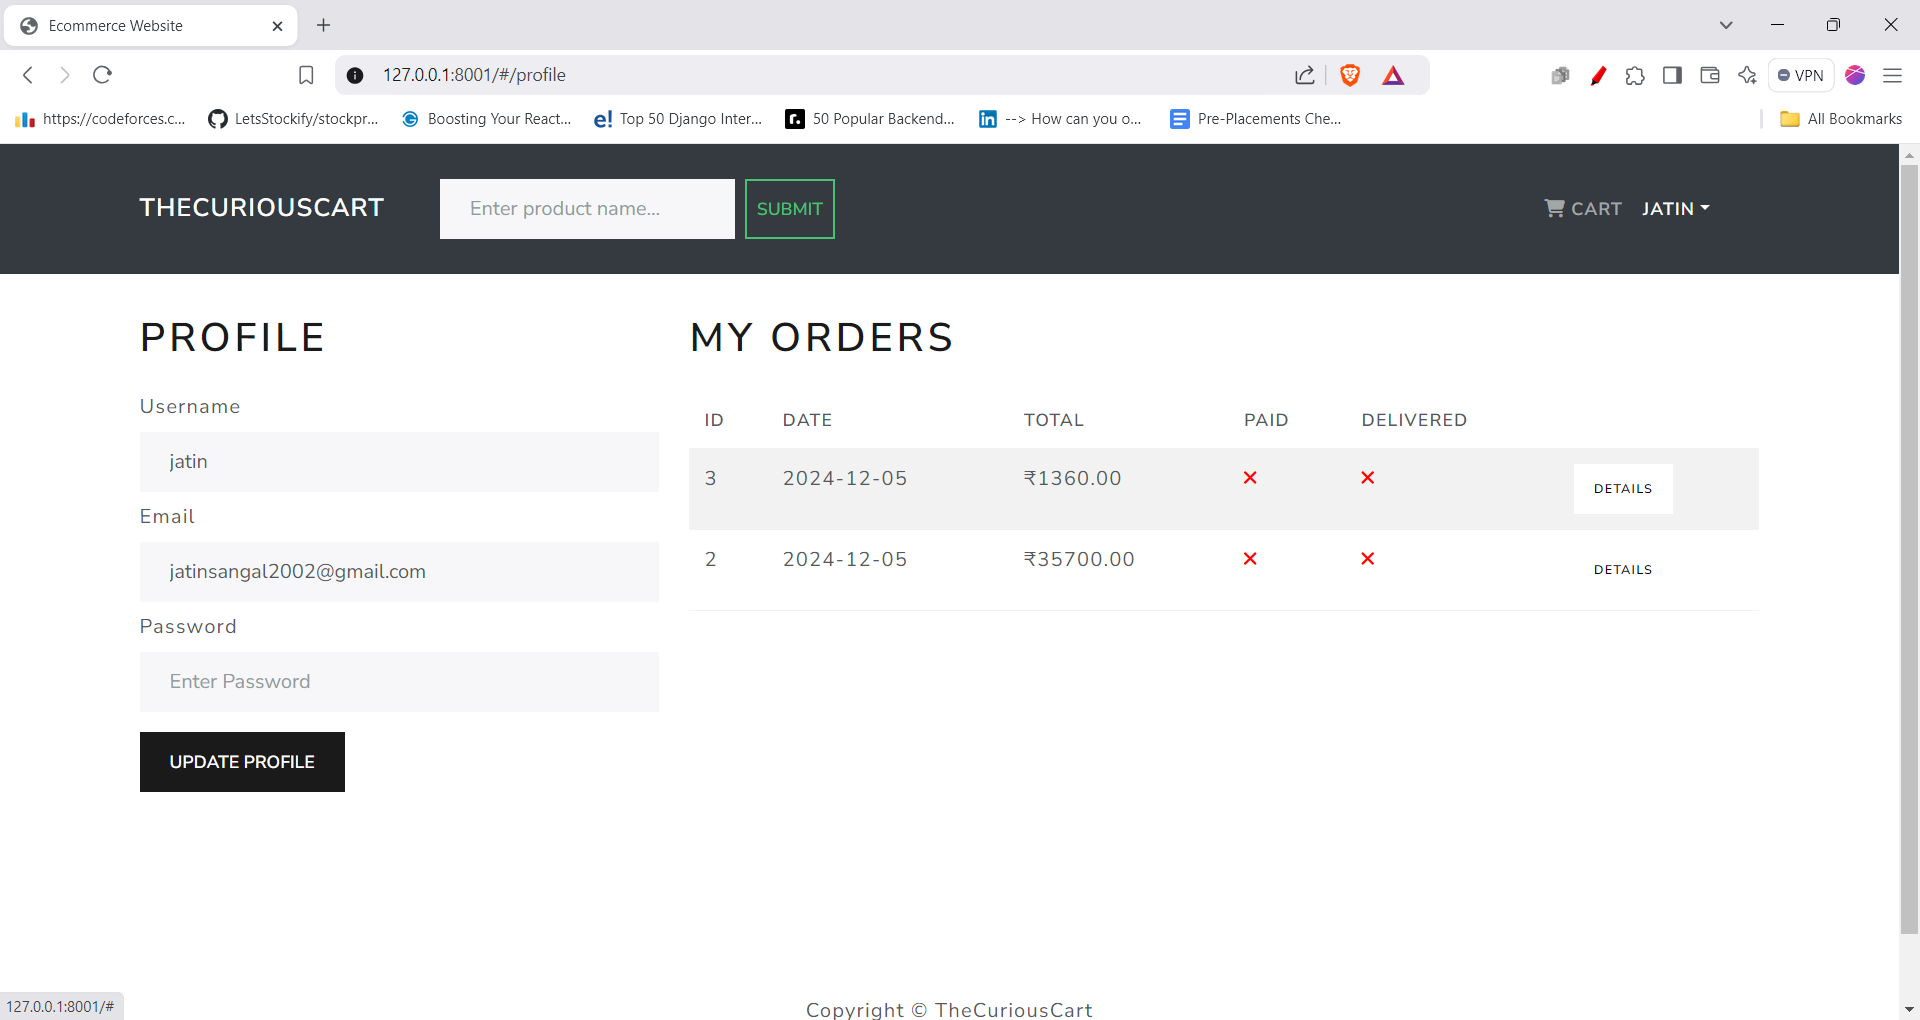 Ecommerce Website
127.0.0.1:8001/#/profile
VPN
https://codeforces.c...
LetsStockify/stockpr...
Boosting Your React...
Top 50 Django Inter...
50 Popular Backend...
--> How can you o...
Pre-Placements Che...
All Bookmarks
THECURIOUSCART
Enter product name...
SUBMIT
CART
JATIN
PROFILE
Username
jatin
Email
jatinsangal2002@gmail.com
Password
Enter Password
UPDATE PROFILE
MY ORDERS
ID DATE TOTAL PAID DELIVERED
3 2024-12-05 ₹1360.00 DETAILS
2 2024-12-05 ₹35700.00 DETAILS
Copyright © TheCuriousCart
127.0.0.1:8001/#